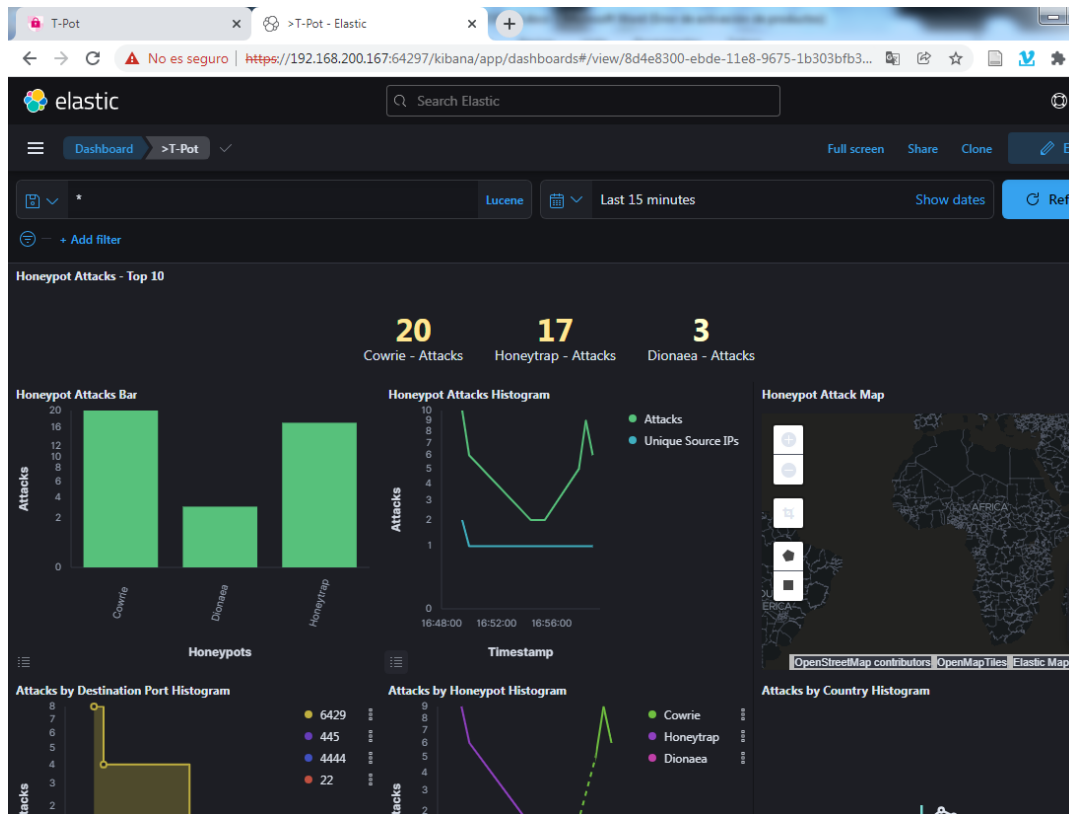 T-Pot
>T-Pot - Elastic
No es seguro https://192.168.200.167:64297/kibana/app/dashboards#/view/8d4e8300-ebde-11e8-9675-1b303bfb3...
elastic
Search Elastic
Dashboard >T-Pot
Full screen Share Clone
* Lucene Last 15 minutes Show dates Ref
+ Add filter
Honeypot Attacks - Top 10
20 17 3
Cowrie - Attacks Honeytrap - Attacks Dionaea - Attacks
Honeypot Attacks Bar
20
16
12
10
8
6
4
2
0
Attacks
Cowrie Dionaea Honeytrap
Honeypots
Honeypot Attacks Histogram
10
9
8
7
6
5
4
3
2
1
0
Attacks
16:48:00 16:52:00 16:56:00
Timestamp
Attacks
Unique Source IPs
Honeypot Attack Map
AFRICA
ERICA
OpenStreetMap contributors OpenMapTiles Elastic Map
Attacks by Destination Port Histogram
8
7
6
5
4
3
2
tacks
6429
445
4444
22
Attacks by Honeypot Histogram
9
8
7
6
5
4
3
2
tacks
Cowrie
Honeytrap
Dionaea
Attacks by Country Histogram